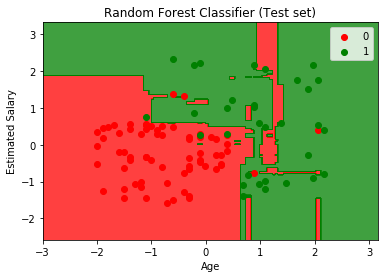 Random Forest Classifier (Test set)
0
1
3
2
1
0
−1
−2
Estimated Salary
−3 −2 −1 0 1 2 3
Age